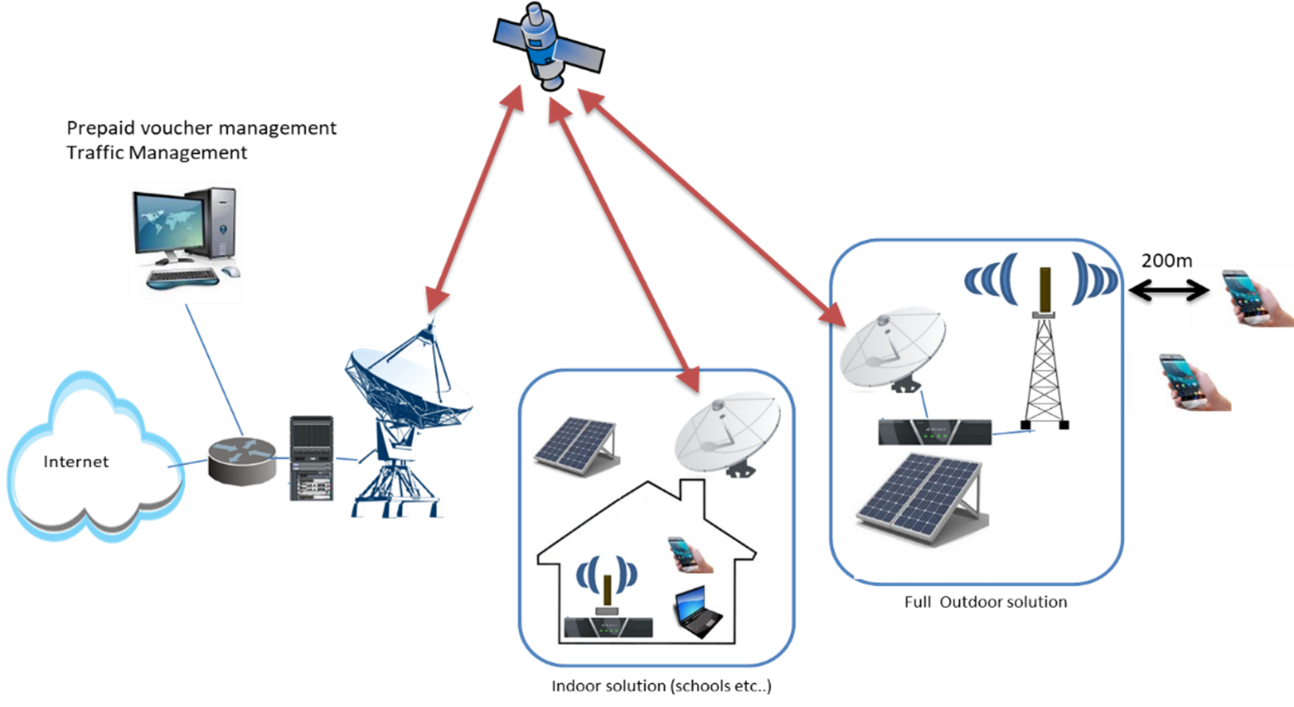 Prepaid voucher management
Traffic Management
200m
Internet
Full  Outdoor solution
Indoor solution (schools etc..)